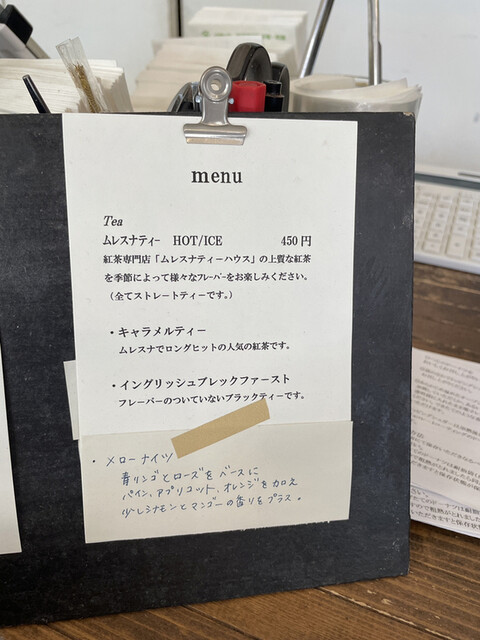 menu
Tea
ムレスナティー HOT/ICE 450円
紅茶専門店「ムレスナティーハウス」の上質な紅茶
を季節によって様々なフレーバーをお楽しみください。
（全てストレートティーです。）
・キャラメルティー
ムレスナでロングヒットの人気の紅茶です。
・イングリッシュブレックファースト
フレーバーのついていないブラックティーです。
・メローナイツ
青リンゴとローズをベースに
パイン、アプリコット、オレンジを加え
少しシナモンとマンゴーの香りをプラス。